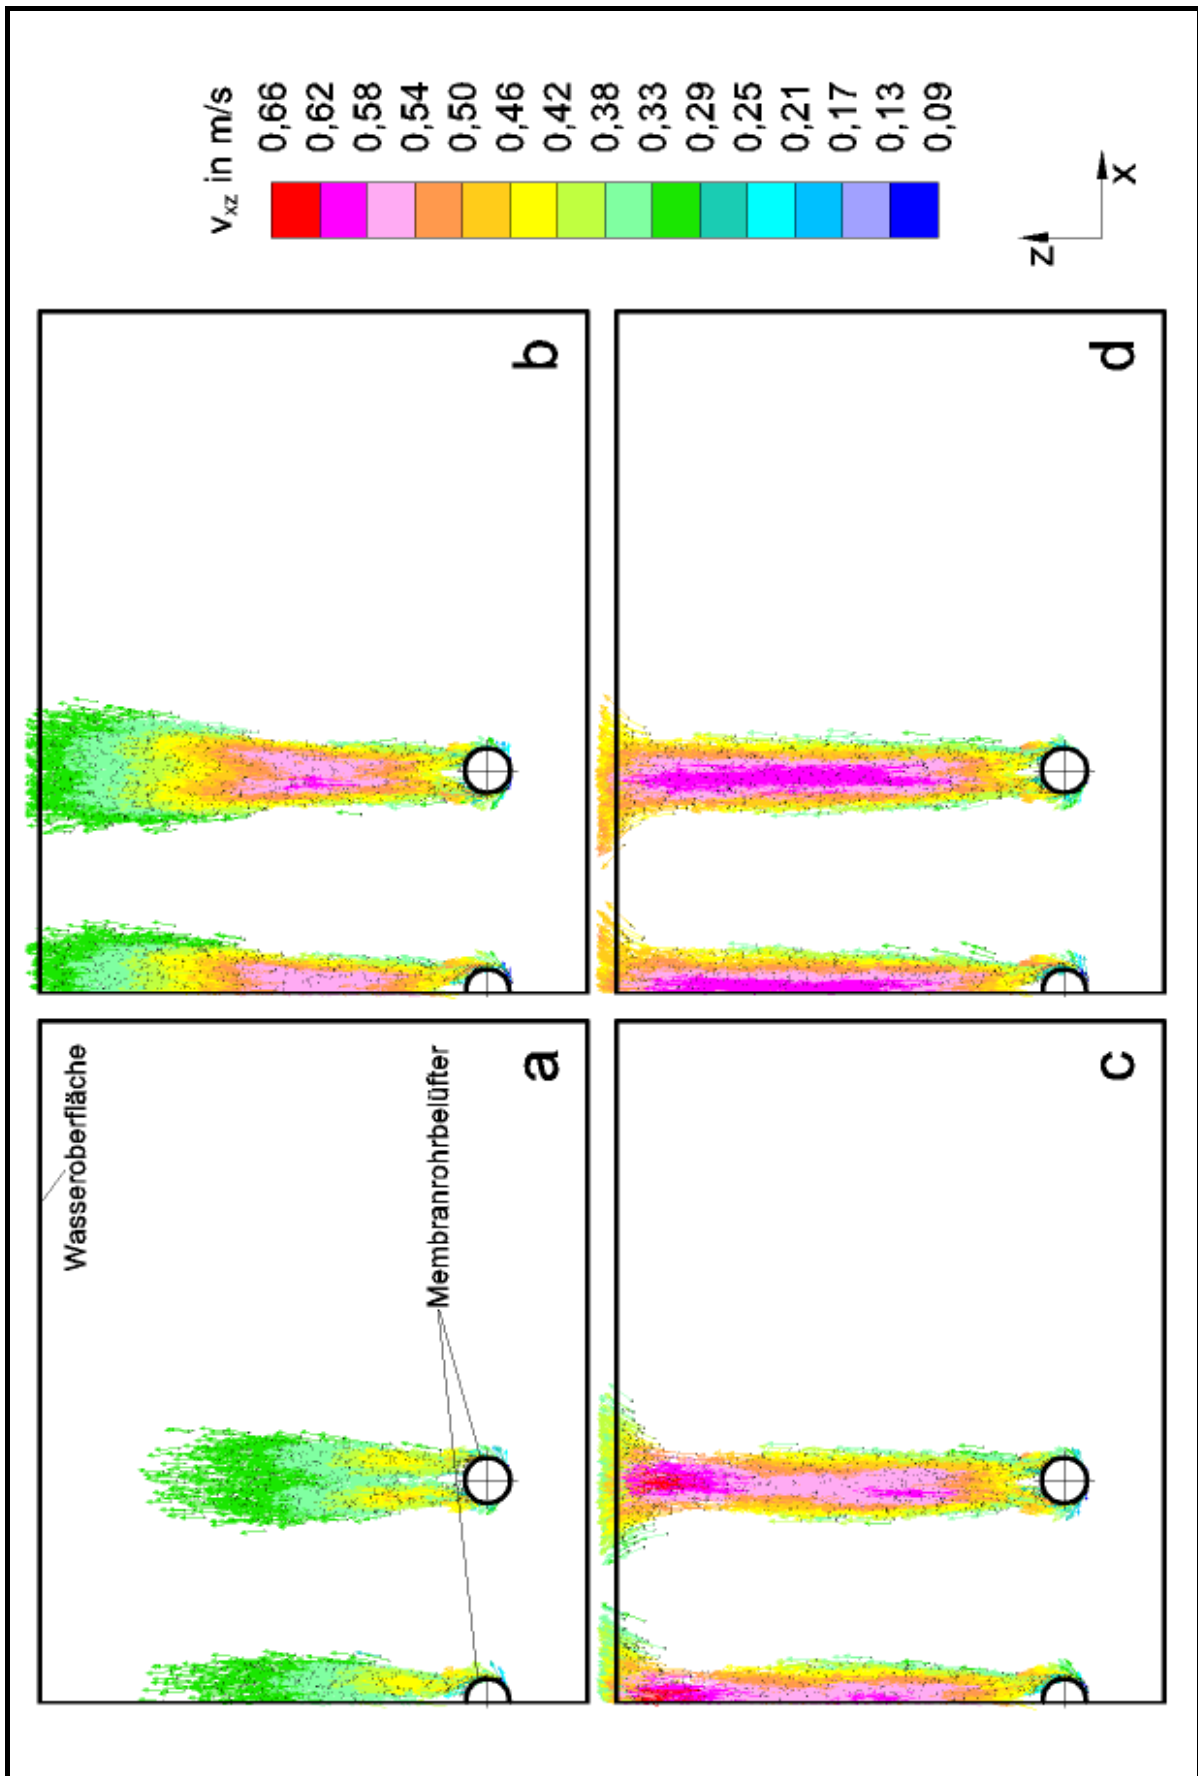 Wasseroberfläche
Membranrohrbelüfter
a
b
c
d
v_xz in m/s
0,66
0,62
0,58
0,54
0,50
0,46
0,42
0,38
0,33
0,29
0,25
0,21
0,17
0,13
0,09
z
x